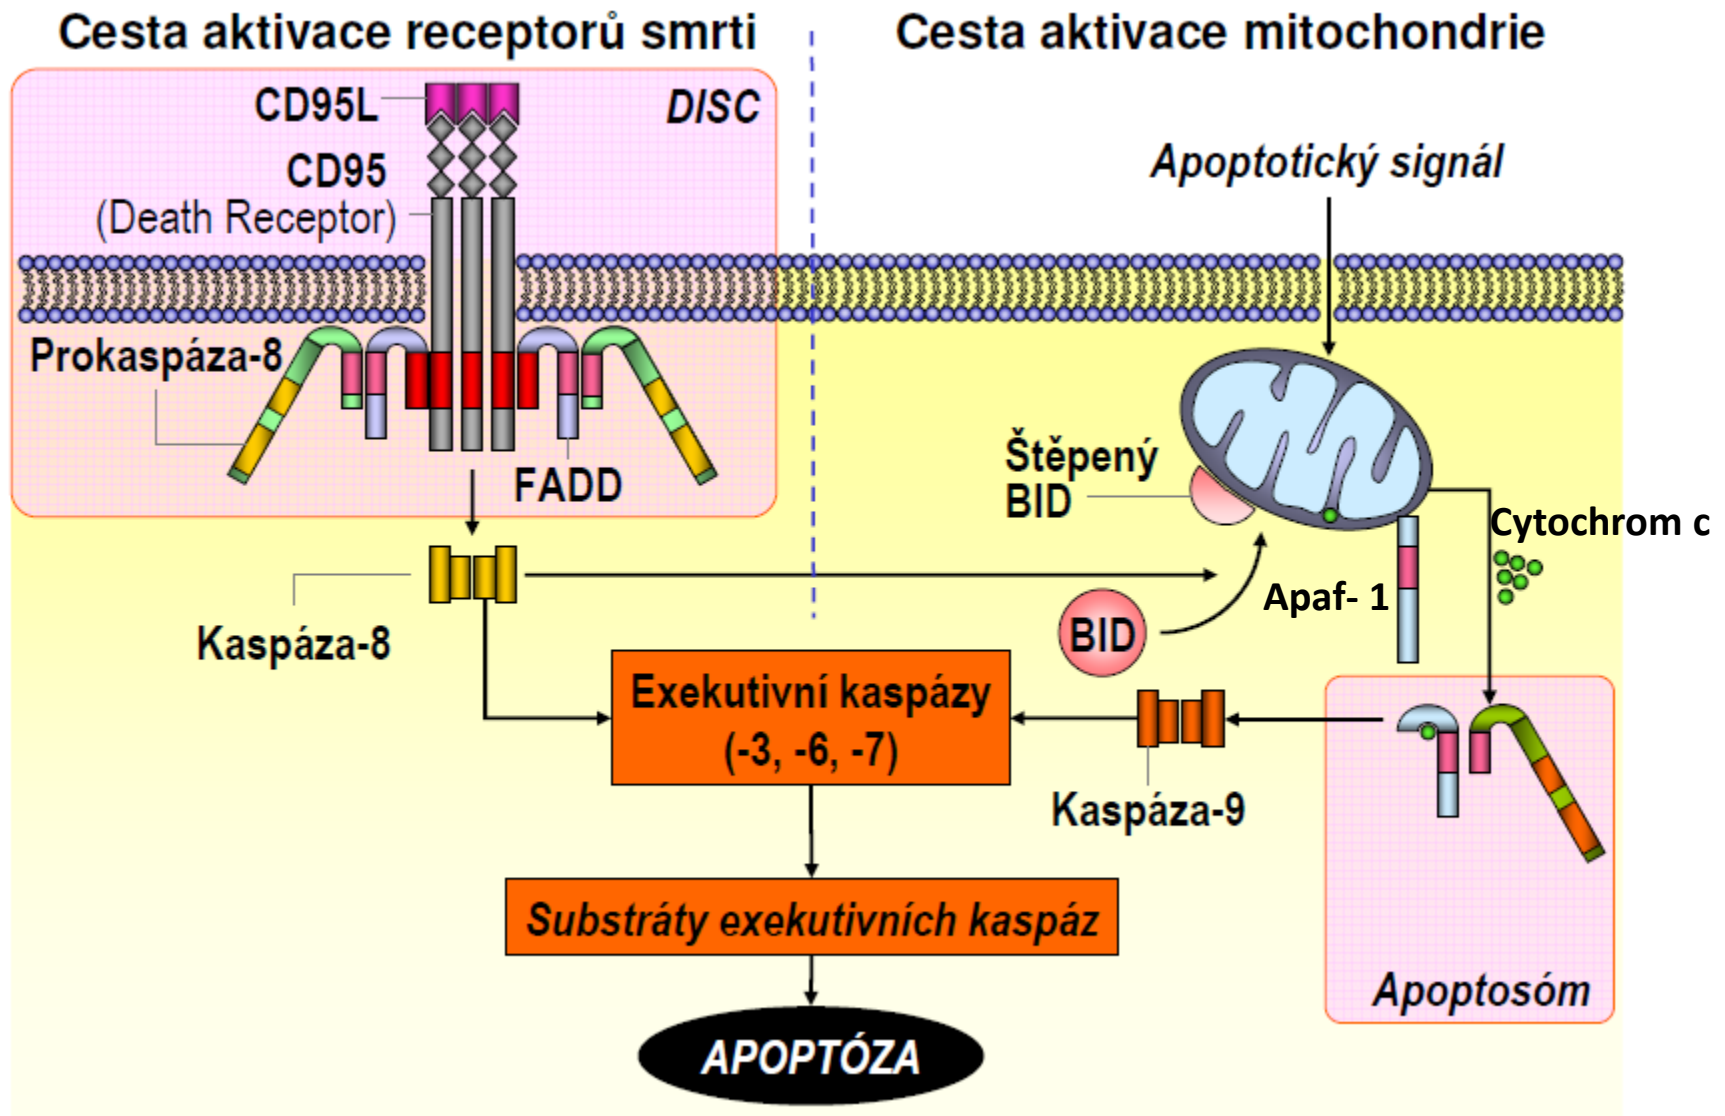 Cesta aktivace receptorů smrti
Cesta aktivace mitochondrie
CD95L
DISC
CD95
(Death Receptor)
Apoptotický signál
Prokaspáza-8
FADD
Štěpený
BID
Cytochrom c
Kaspáza-8
BID
Apaf- 1
Exekutivní kaspázy
(-3, -6, -7)
Kaspáza-9
Substráty exekutivních kaspáz
Apoptosóm
APOPTÓZA